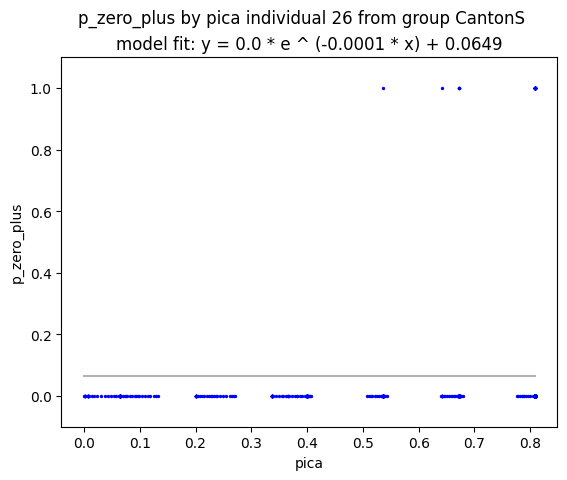 p_zero_plus by pica individual 26 from group CantonS
model fit: y = 0.0 * e ^ (-0.0001 * x) + 0.0649
1.0
0.8
0.6
0.4
0.2
0.0
p_zero_plus
0.0 0.1 0.2 0.3 0.4 0.5 0.6 0.7 0.8
pica